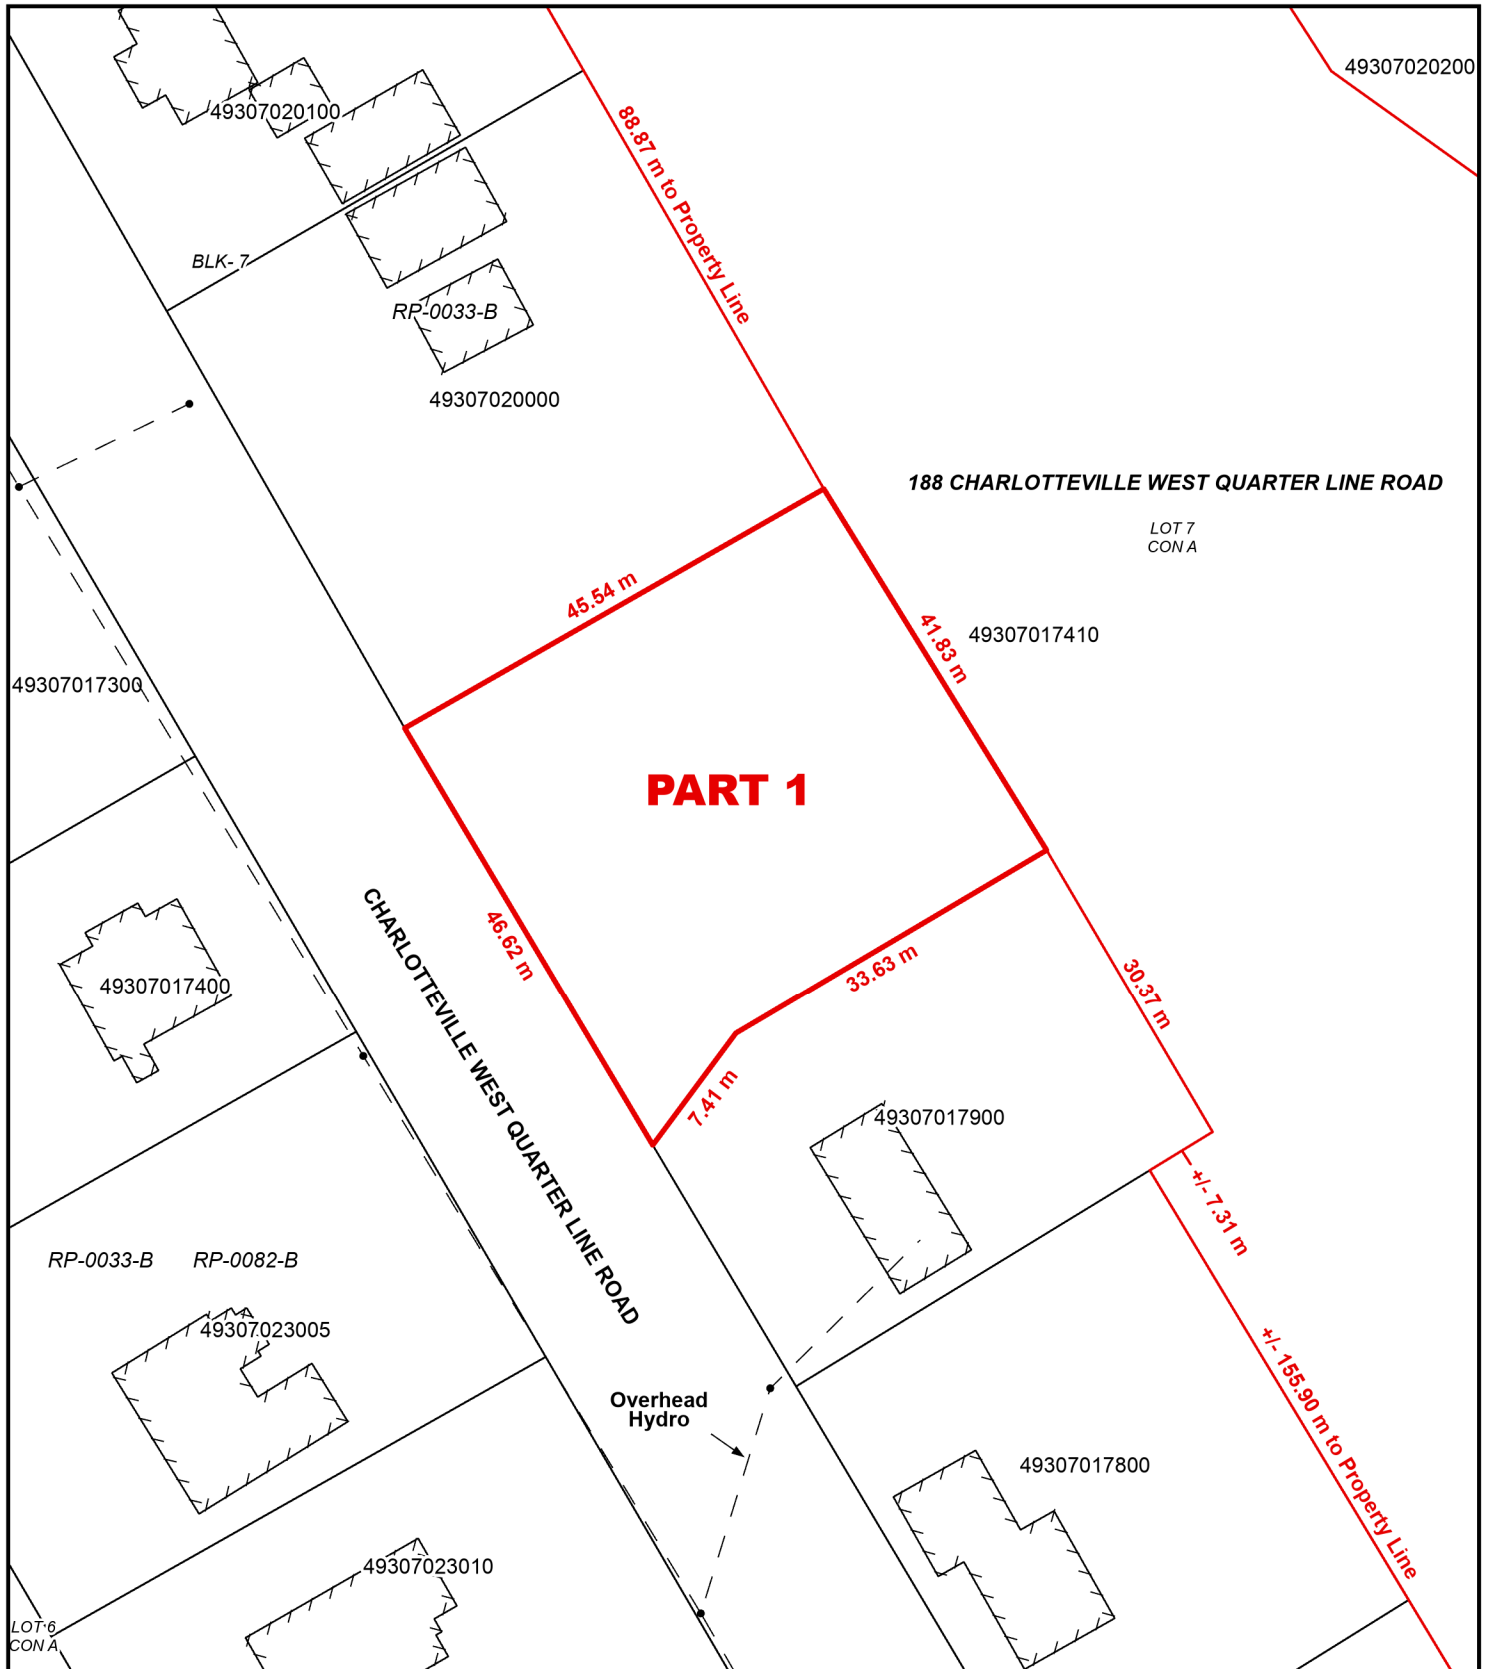 49307020200
49307020100
88.87 m to Property Line
BLK- 7
RP-0033-B
49307020000
188 CHARLOTTEVILLE WEST QUARTER LINE ROAD
LOT 7
CON A
45.54 m
41.83 m
49307017410
49307017300
PART 1
46.62 m
33.63 m
30.37 m
49307017400
CHARLOTTEVILLE WEST QUARTER LINE ROAD
7.41 m
49307017900
+/- 7.31 m
RP-0033-B
RP-0082-B
49307023005
Overhead
Hydro
+/- 155.90 m to Property Line
49307017800
49307023010
LOT 6
CON A